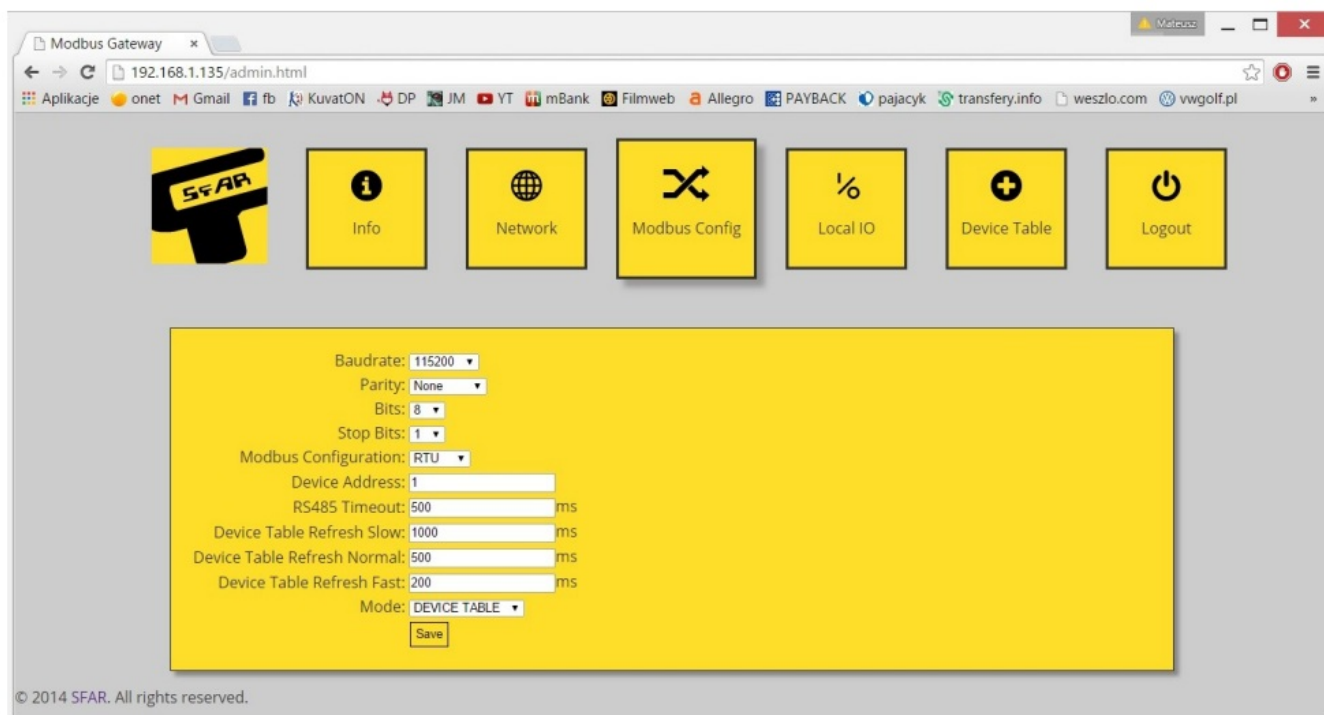 Mateusz
Modbus Gateway
192.168.1.135/admin.html
Aplikacje onet Gmail fb KuvatON DP JM YT mBank Filmweb Allegro PAYBACK pajacyk transfery.info weszlo.com vwgolf.pl »
SFAR
Info
Network
Modbus Config
Local IO
Device Table
Logout
Baudrate: 115200
Parity: None
Bits: 8
Stop Bits: 1
Modbus Configuration: RTU
Device Address: 1
RS485 Timeout: 500 ms
Device Table Refresh Slow: 1000 ms
Device Table Refresh Normal: 500 ms
Device Table Refresh Fast: 200 ms
Mode: DEVICE TABLE
Save
© 2014 SFAR. All rights reserved.